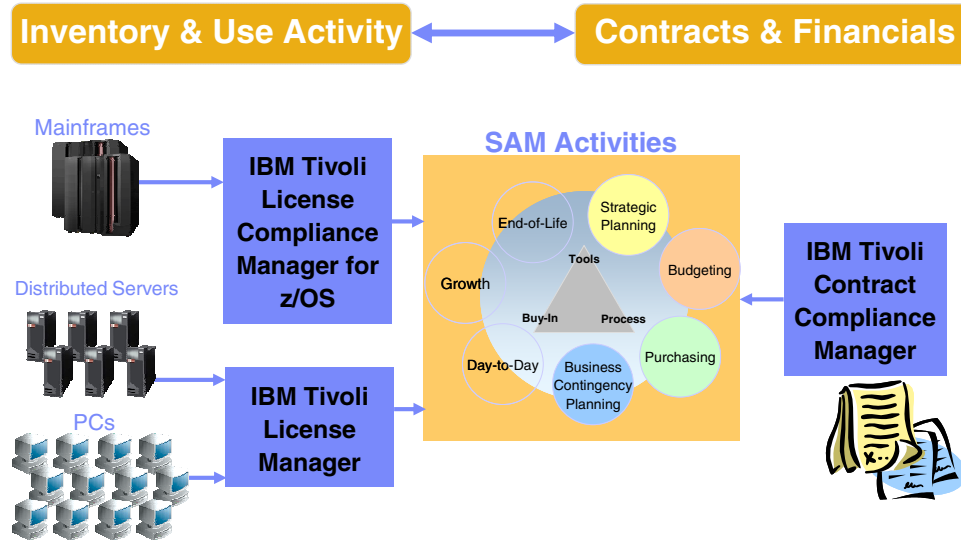 Inventory & Use Activity
Contracts & Financials
Mainframes
IBM Tivoli
License
Compliance
Manager for
z/OS
Distributed Servers
PCs
IBM Tivoli
License
Manager
SAM Activities
End-of-Life
Strategic
Planning
Growth
Tools
Budgeting
Buy-In
Process
Day-to-Day
Purchasing
Business
Contingency
Planning
IBM Tivoli
Contract
Compliance
Manager
x...